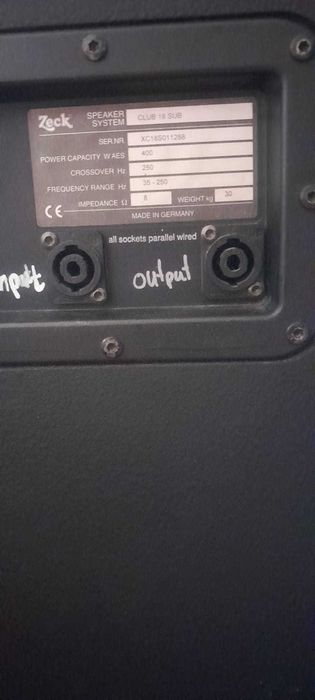 Zeck SPEAKER SYSTEM CLUB 18 SUB
SER.NR XC18S011288
POWER CAPACITY W AES 400
CROSSOVER Hz 250
FREQUENCY RANGE Hz 35 - 250
IMPEDANCE Ω 8 WEIGHT kg 30
CE MADE IN GERMANY
all sockets parallel wired
output